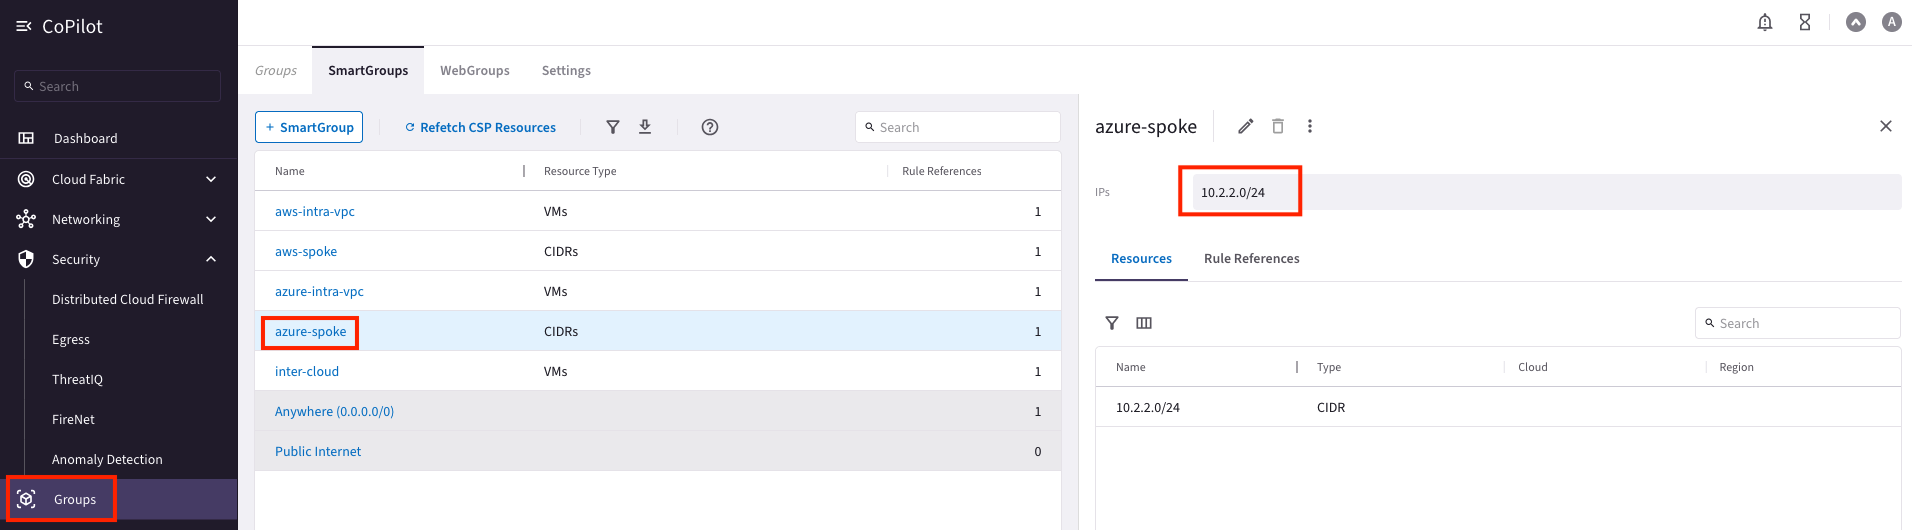 CoPilot
Search
Dashboard
Cloud Fabric
Networking
Security
Distributed Cloud Firewall
Egress
ThreatIQ
FireNet
Anomaly Detection
Groups
A
Groups SmartGroups WebGroups Settings
+ SmartGroup Refetch CSP Resources ? Search
Name Resource Type Rule References
aws-intra-vpc VMs 1
aws-spoke CIDRs 1
azure-intra-vpc VMs 1
azure-spoke CIDRs 1
inter-cloud VMs 1
Anywhere (0.0.0.0/0) 1
Public Internet 0
azure-spoke
IPs 10.2.2.0/24
Resources Rule References
Search
Name Type Cloud Region
10.2.2.0/24 CIDR